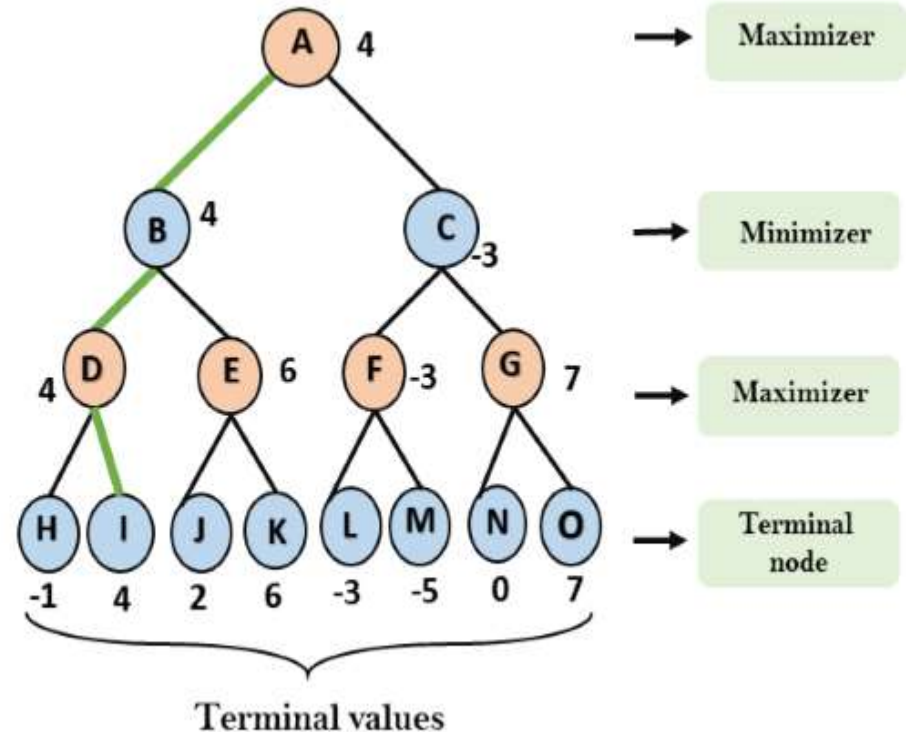 A 4
Maximizer
B 4
C -3
Minimizer
D 4
E 6
F -3
G 7
Maximizer
H I J K L M N O
Terminal
node
-1 4 2 6 -3 -5 0 7
Terminal values